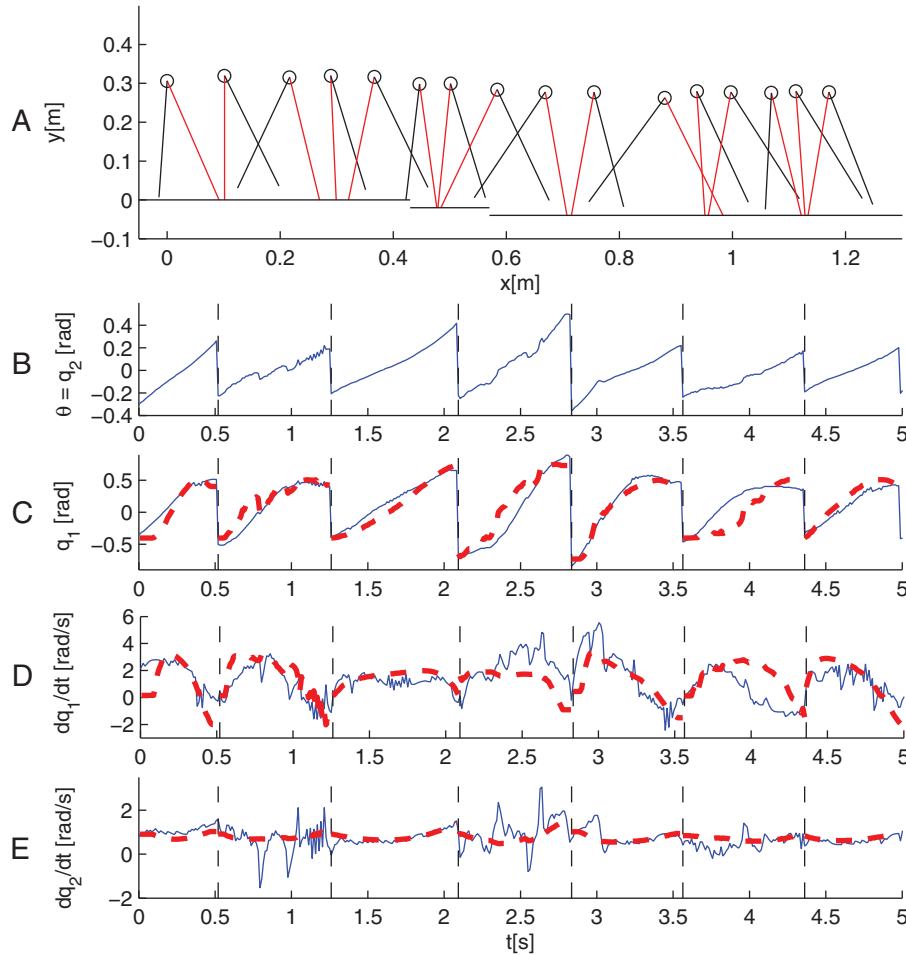 A
y[m]
0.5
0.4
0.3
0.2
0.1
0
−0.1
0 0.2 0.4 0.6 0.8 1 1.2
x[m]
B
θ = q2 [rad]
0.4
0.2
0
−0.2
−0.4
0 0.5 1 1.5 2 2.5 3 3.5 4 4.5 5
C
q1 [rad]
0.5
0
−0.5
0 0.5 1 1.5 2 2.5 3 3.5 4 4.5 5
D
dq1/dt [rad/s]
6
4
2
0
−2
0 0.5 1 1.5 2 2.5 3 3.5 4 4.5 5
E
dq2/dt [rad/s]
2
0
−2
0 0.5 1 1.5 2 2.5 3 3.5 4 4.5 5
t[s]